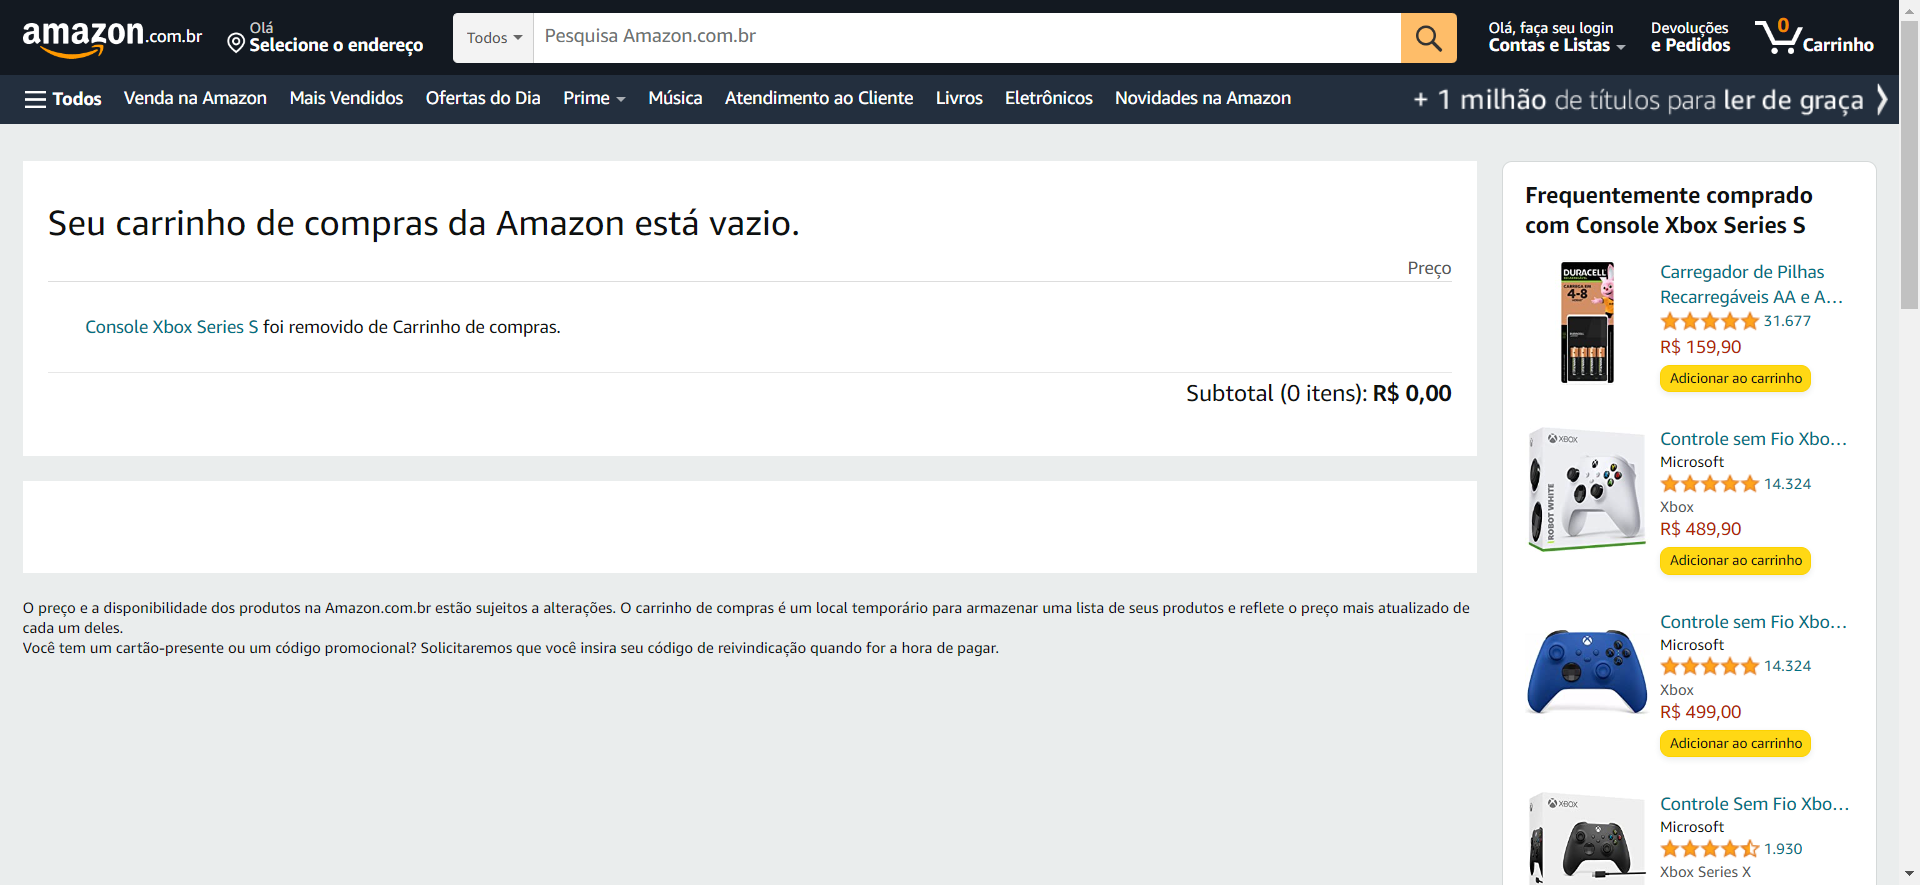 amazon.com.br
Olá
Selecione o endereço
Todos
Pesquisa Amazon.com.br
Olá, faça seu login
Contas e Listas
Devoluções
e Pedidos
0
Carrinho
Todos
Venda na Amazon
Mais Vendidos
Ofertas do Dia
Prime
Música
Atendimento ao Cliente
Livros
Eletrônicos
Novidades na Amazon
+ 1 milhão de títulos para ler de graça
Seu carrinho de compras da Amazon está vazio.
Preço
Console Xbox Series S foi removido de Carrinho de compras.
Subtotal (0 itens): R$ 0,00
O preço e a disponibilidade dos produtos na Amazon.com.br estão sujeitos a alterações. O carrinho de compras é um local temporário para armazenar uma lista de seus produtos e reflete o preço mais atualizado de
cada um deles.
Você tem um cartão-presente ou um código promocional? Solicitaremos que você insira seu código de reivindicação quando for a hora de pagar.
Frequentemente comprado
com Console Xbox Series S
DURACELL
4-8
Carregador de Pilhas
Recarregáveis AA e A…
31.677
R$ 159,90
Adicionar ao carrinho
XBOX
ROBOT WHITE
Controle sem Fio Xbo…
Microsoft
14.324
Xbox
R$ 489,90
Adicionar ao carrinho
Controle sem Fio Xbo…
Microsoft
14.324
Xbox
R$ 499,00
Adicionar ao carrinho
XBOX
Controle Sem Fio Xbo…
Microsoft
1.930
Xbox Series X